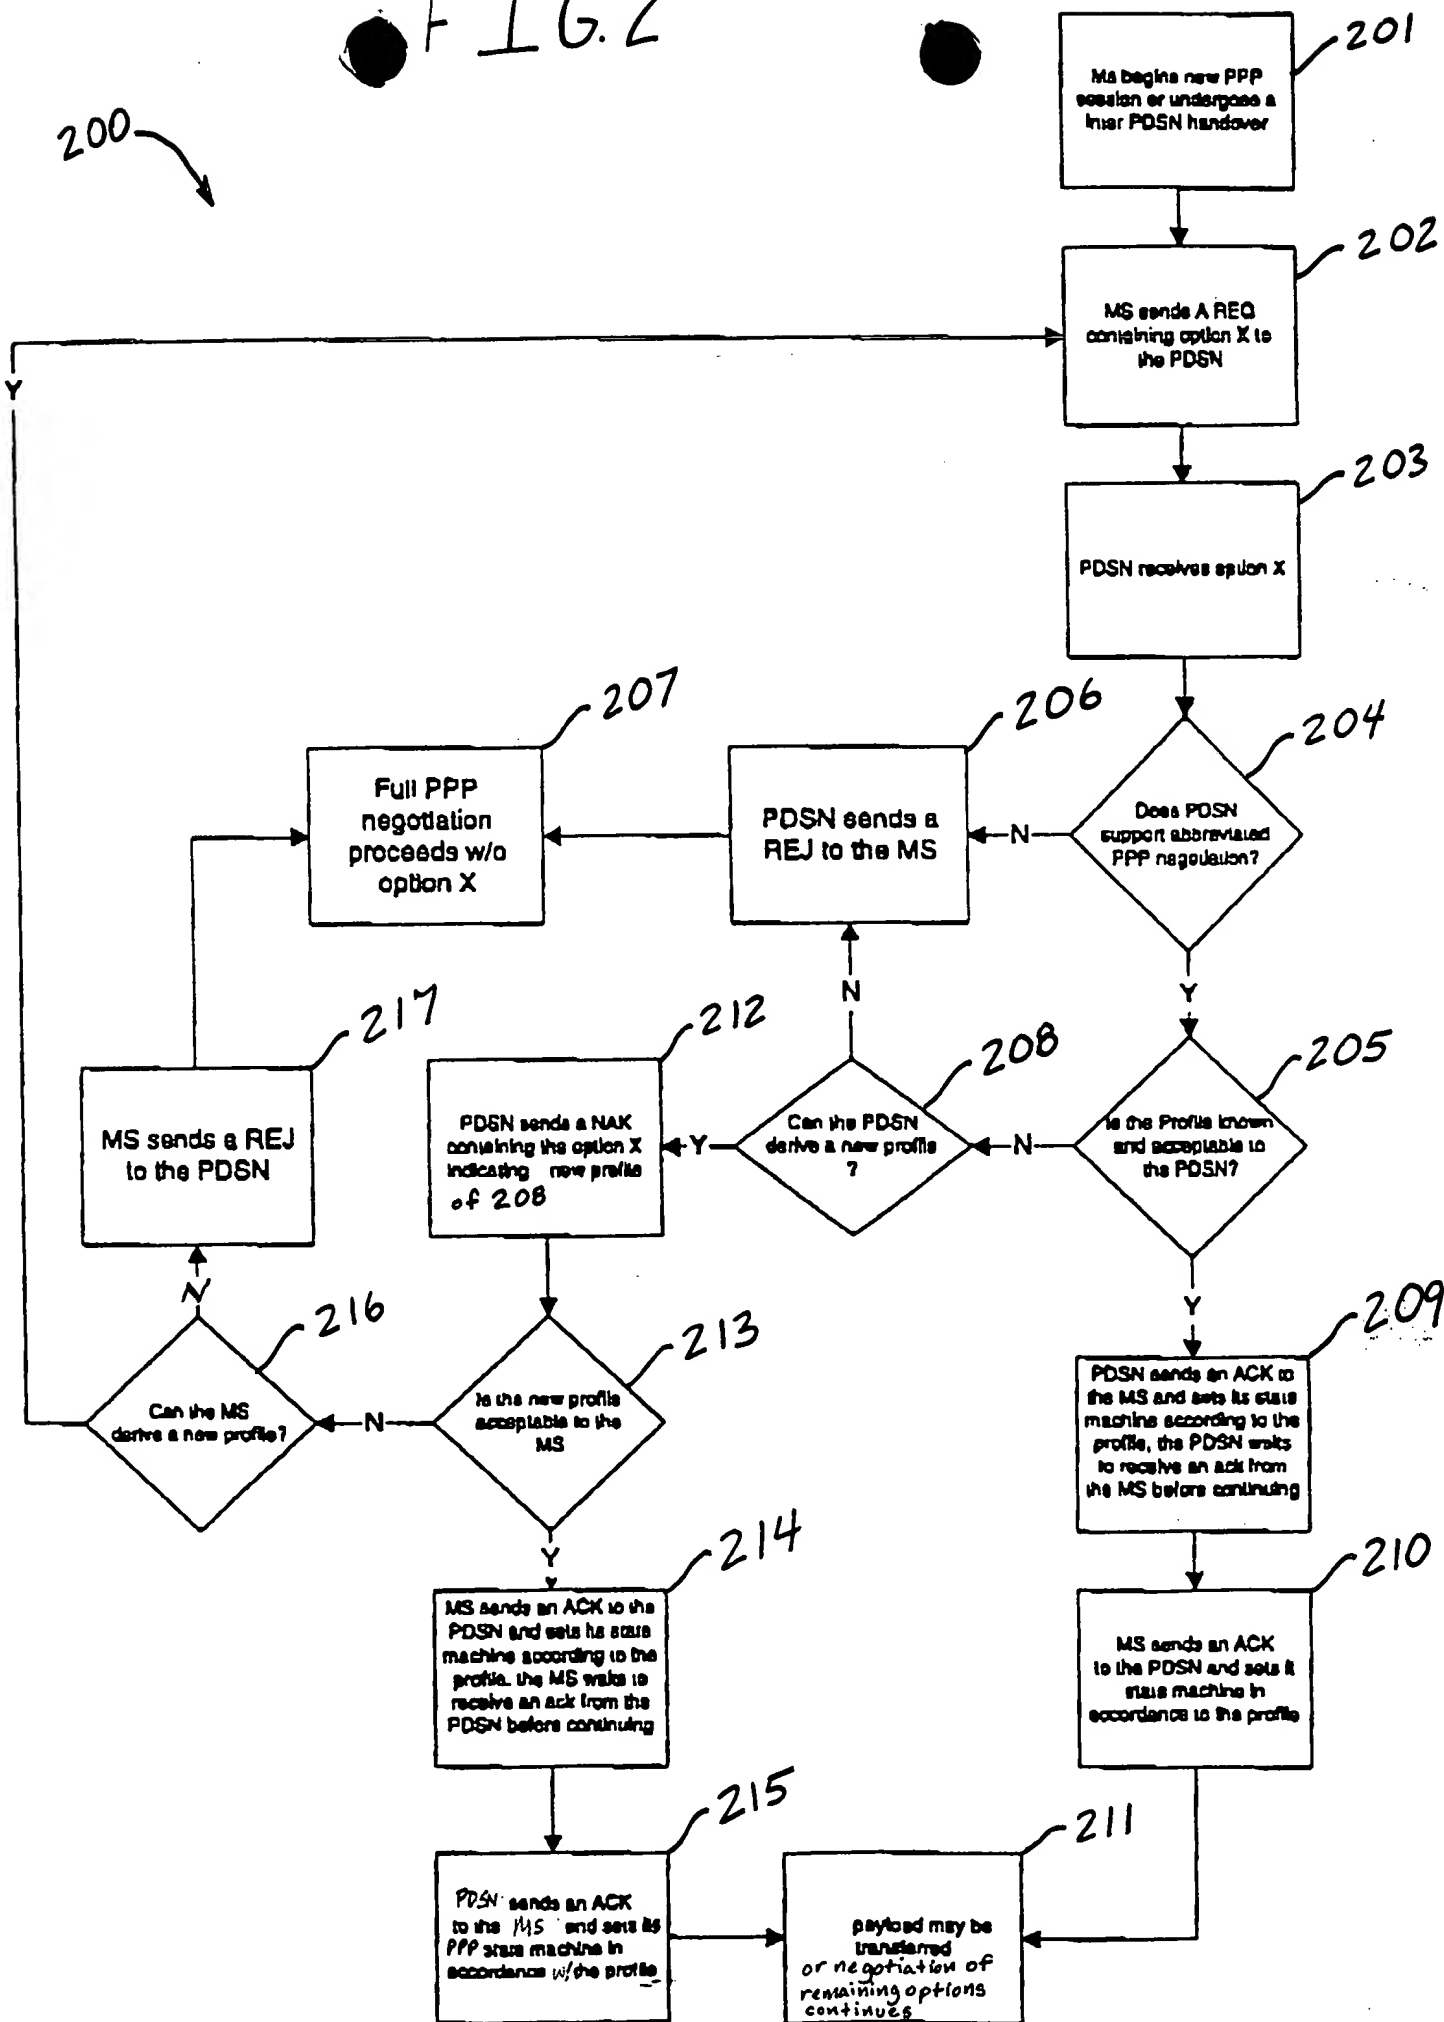 FIG.2
200
201
Ms begins new PPP
session or undergoes a
Inter PDSN handover
202
MS sends A REQ
containing option X to
the PDSN
Y
203
PDSN receives option X
204
Does PDSN
support abbreviated
PPP negotiation?
N
206
PDSN sends a
REJ to the MS
207
Full PPP
negotiation
proceeds w/o
option X
Y
N
205
Is the Profile known
and acceptable to
the PDSN?
N
208
Can the PDSN
derive a new profile
?
Y
212
PDSN sends a NAK
containing the option X
indicating new profile
of 208
217
MS sends a REJ
to the PDSN
N
216
Can the MS
derive a new profile?
N
213
Is the new profile
acceptable to the
MS
Y
Y
209
PDSN sends an ACK to
the MS and sets its state
machine according to the
profile, the PDSN waits
to receive an ack from
the MS before continuing
214
MS sends an ACK to the
PDSN and sets its state
machine according to the
profile. the MS waits to
receive an ack from the
PDSN before continuing
210
MS sends an ACK
to the PDSN and sets it
state machine in
accordance to the profile
215
PDSN sends an ACK
to the MS and sets its
PPP state machine in
accordance w/the profile
211
payload may be
transferred
or negotiation of
remaining options
continues